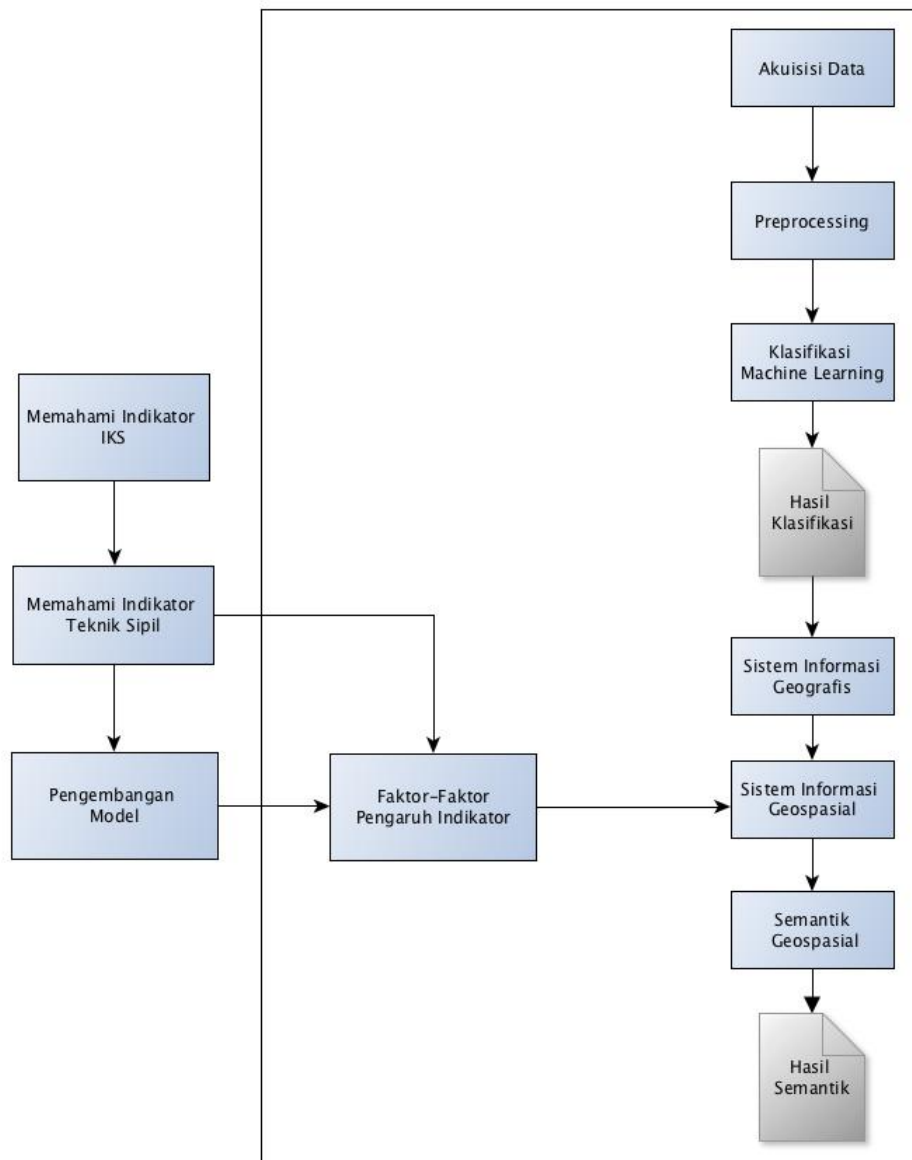 Akuisisi Data
Preprocessing
Klasifikasi
Machine Learning
Hasil
Klasifikasi
Memahami Indikator
IKS
Memahami Indikator
Teknik Sipil
Pengembangan
Model
Faktor-Faktor
Pengaruh Indikator
Sistem Informasi
Geografis
Sistem Informasi
Geospasial
Semantik
Geospasial
Hasil
Semantik